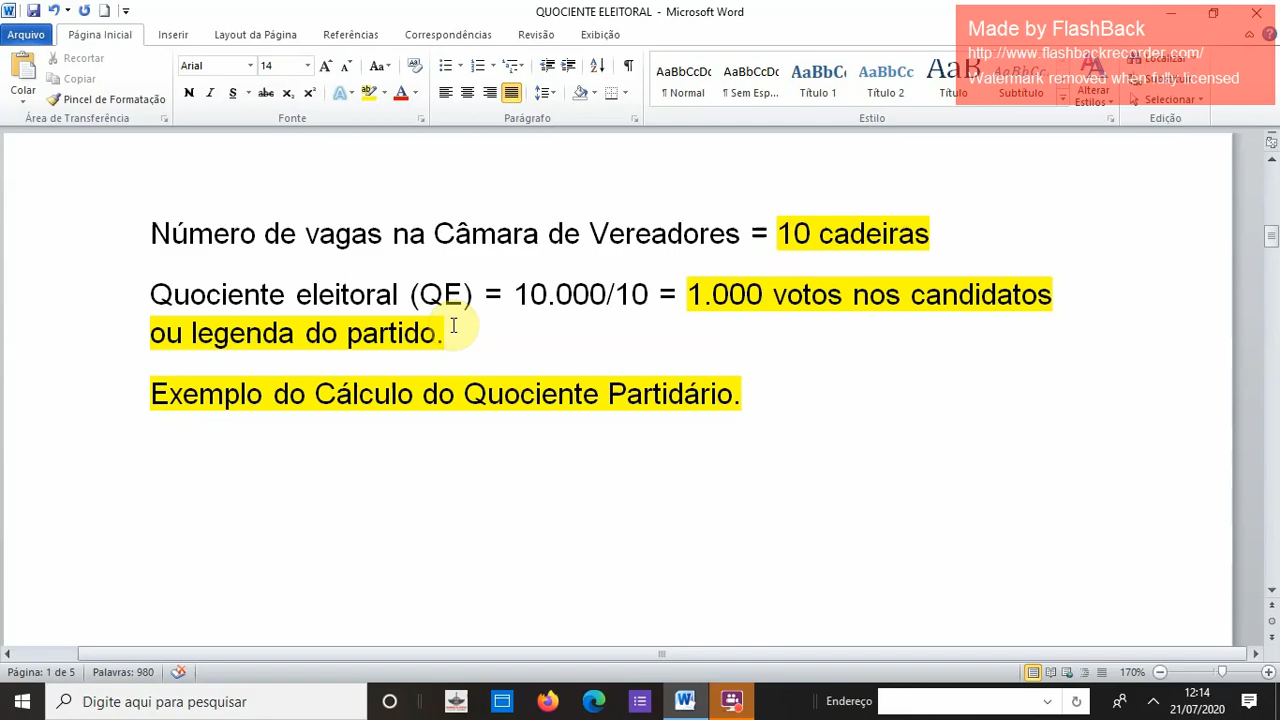 QUOCIENTE ELEITORAL - Microsoft Word
Made by FlashBack
http://www.flashbackrecorder.com/
Watermark removed when fully licensed
Arquivo Página Inicial Inserir Layout da Página Referências Correspondências Revisão Exibição
Colar
Recortar
Copiar
Pincel de Formatação
Área de Transferência
Arial 14
Fonte
Parágrafo
AaBbCcDc AaBbCcDc AaBbC AaBbCc AaB AaBbCc
¶ Normal ¶ Sem Esp... Título 1 Título 2 Título Subtítulo
Estilo
Alterar
Estilos
Localizar
Selecionar
Edição
Número de vagas na Câmara de Vereadores = 10 cadeiras
Quociente eleitoral (QE) = 10.000/10 = 1.000 votos nos candidatos
ou legenda do partido.
Exemplo do Cálculo do Quociente Partidário.
Página: 1 de 5 Palavras: 980 170%
Digite aqui para pesquisar
Endereço
12:14
21/07/2020